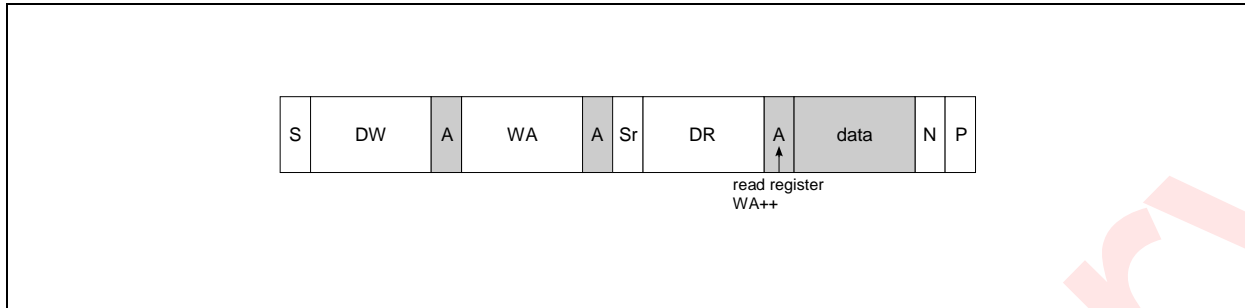 S DW A WA A Sr DR A data N P
read register
WA++